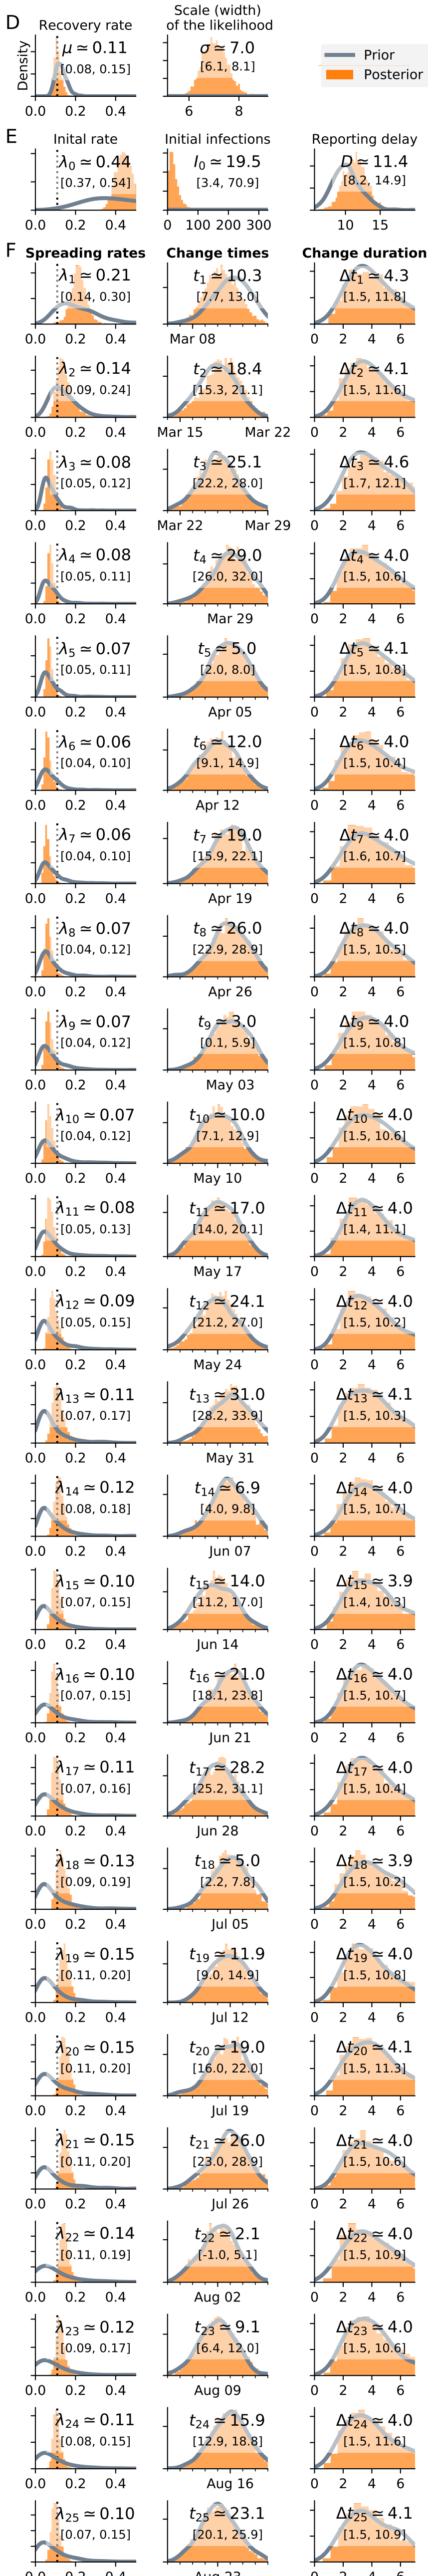 D
Recovery rate
Scale (width)
of the likelihood
Density
μ ≃ 0.11
[0.08, 0.15]
σ ≃ 7.0
[6.1, 8.1]
Prior
Posterior
0.0 0.2 0.4
6 8
E
Inital rate
Initial infections
Reporting delay
λ0 ≃ 0.44
[0.37, 0.54]
I0 ≃ 19.5
[3.4, 70.9]
D ≃ 11.4
[8.2, 14.9]
0.0 0.2 0.4
0 100 200 300
10 15
F
Spreading rates
Change times
Change duration
λ1 ≃ 0.21
[0.14, 0.30]
t1 ≃ 10.3
[7.7, 13.0]
Δt1 ≃ 4.3
[1.5, 11.8]
0.0 0.2 0.4
Mar 08
0 2 4 6
λ2 ≃ 0.14
[0.09, 0.24]
t2 ≃ 18.4
[15.3, 21.1]
Δt2 ≃ 4.1
[1.5, 11.6]
0.0 0.2 0.4
Mar 15 Mar 22
0 2 4 6
λ3 ≃ 0.08
[0.05, 0.12]
t3 ≃ 25.1
[22.2, 28.0]
Δt3 ≃ 4.6
[1.7, 12.1]
0.0 0.2 0.4
Mar 22 Mar 29
0 2 4 6
λ4 ≃ 0.08
[0.05, 0.11]
t4 ≃ 29.0
[26.0, 32.0]
Δt4 ≃ 4.0
[1.5, 10.6]
0.0 0.2 0.4
Mar 29
0 2 4 6
λ5 ≃ 0.07
[0.05, 0.11]
t5 ≃ 5.0
[2.0, 8.0]
Δt5 ≃ 4.1
[1.5, 10.8]
0.0 0.2 0.4
Apr 05
0 2 4 6
λ6 ≃ 0.06
[0.04, 0.10]
t6 ≃ 12.0
[9.1, 14.9]
Δt6 ≃ 4.0
[1.5, 10.4]
0.0 0.2 0.4
Apr 12
0 2 4 6
λ7 ≃ 0.06
[0.04, 0.10]
t7 ≃ 19.0
[15.9, 22.1]
Δt7 ≃ 4.0
[1.6, 10.7]
0.0 0.2 0.4
Apr 19
0 2 4 6
λ8 ≃ 0.07
[0.04, 0.12]
t8 ≃ 26.0
[22.9, 28.9]
Δt8 ≃ 4.0
[1.5, 10.5]
0.0 0.2 0.4
Apr 26
0 2 4 6
λ9 ≃ 0.07
[0.04, 0.12]
t9 ≃ 3.0
[0.1, 5.9]
Δt9 ≃ 4.0
[1.5, 10.8]
0.0 0.2 0.4
May 03
0 2 4 6
λ10 ≃ 0.07
[0.04, 0.12]
t10 ≃ 10.0
[7.1, 12.9]
Δt10 ≃ 4.0
[1.5, 10.6]
0.0 0.2 0.4
May 10
0 2 4 6
λ11 ≃ 0.08
[0.05, 0.13]
t11 ≃ 17.0
[14.0, 20.1]
Δt11 ≃ 4.0
[1.4, 11.1]
0.0 0.2 0.4
May 17
0 2 4 6
λ12 ≃ 0.09
[0.05, 0.15]
t12 ≃ 24.1
[21.2, 27.0]
Δt12 ≃ 4.0
[1.5, 10.2]
0.0 0.2 0.4
May 24
0 2 4 6
λ13 ≃ 0.11
[0.07, 0.17]
t13 ≃ 31.0
[28.2, 33.9]
Δt13 ≃ 4.1
[1.5, 10.3]
0.0 0.2 0.4
May 31
0 2 4 6
λ14 ≃ 0.12
[0.08, 0.18]
t14 ≃ 6.9
[4.0, 9.8]
Δt14 ≃ 4.0
[1.5, 10.7]
0.0 0.2 0.4
Jun 07
0 2 4 6
λ15 ≃ 0.10
[0.07, 0.15]
t15 ≃ 14.0
[11.2, 17.0]
Δt15 ≃ 3.9
[1.4, 10.3]
0.0 0.2 0.4
Jun 14
0 2 4 6
λ16 ≃ 0.10
[0.07, 0.15]
t16 ≃ 21.0
[18.1, 23.8]
Δt16 ≃ 4.0
[1.5, 10.7]
0.0 0.2 0.4
Jun 21
0 2 4 6
λ17 ≃ 0.11
[0.07, 0.16]
t17 ≃ 28.2
[25.2, 31.1]
Δt17 ≃ 4.0
[1.5, 10.4]
0.0 0.2 0.4
Jun 28
0 2 4 6
λ18 ≃ 0.13
[0.09, 0.19]
t18 ≃ 5.0
[2.2, 7.8]
Δt18 ≃ 3.9
[1.5, 10.2]
0.0 0.2 0.4
Jul 05
0 2 4 6
λ19 ≃ 0.15
[0.11, 0.20]
t19 ≃ 11.9
[9.0, 14.9]
Δt19 ≃ 4.0
[1.5, 10.8]
0.0 0.2 0.4
Jul 12
0 2 4 6
λ20 ≃ 0.15
[0.11, 0.20]
t20 ≃ 19.0
[16.0, 22.0]
Δt20 ≃ 4.1
[1.5, 11.3]
0.0 0.2 0.4
Jul 19
0 2 4 6
λ21 ≃ 0.15
[0.11, 0.20]
t21 ≃ 26.0
[23.0, 28.9]
Δt21 ≃ 4.0
[1.5, 10.6]
0.0 0.2 0.4
Jul 26
0 2 4 6
λ22 ≃ 0.14
[0.11, 0.19]
t22 ≃ 2.1
[-1.0, 5.1]
Δt22 ≃ 4.0
[1.5, 10.9]
0.0 0.2 0.4
Aug 02
0 2 4 6
λ23 ≃ 0.12
[0.09, 0.17]
t23 ≃ 9.1
[6.4, 12.0]
Δt23 ≃ 4.0
[1.5, 10.6]
0.0 0.2 0.4
Aug 09
0 2 4 6
λ24 ≃ 0.11
[0.08, 0.15]
t24 ≃ 15.9
[12.9, 18.8]
Δt24 ≃ 4.0
[1.5, 11.6]
0.0 0.2 0.4
Aug 16
0 2 4 6
λ25 ≃ 0.10
[0.07, 0.15]
t25 ≃ 23.1
[20.1, 25.9]
Δt25 ≃ 4.1
[1.5, 10.9]
0.0 0.2 0.4
0 2 4 6